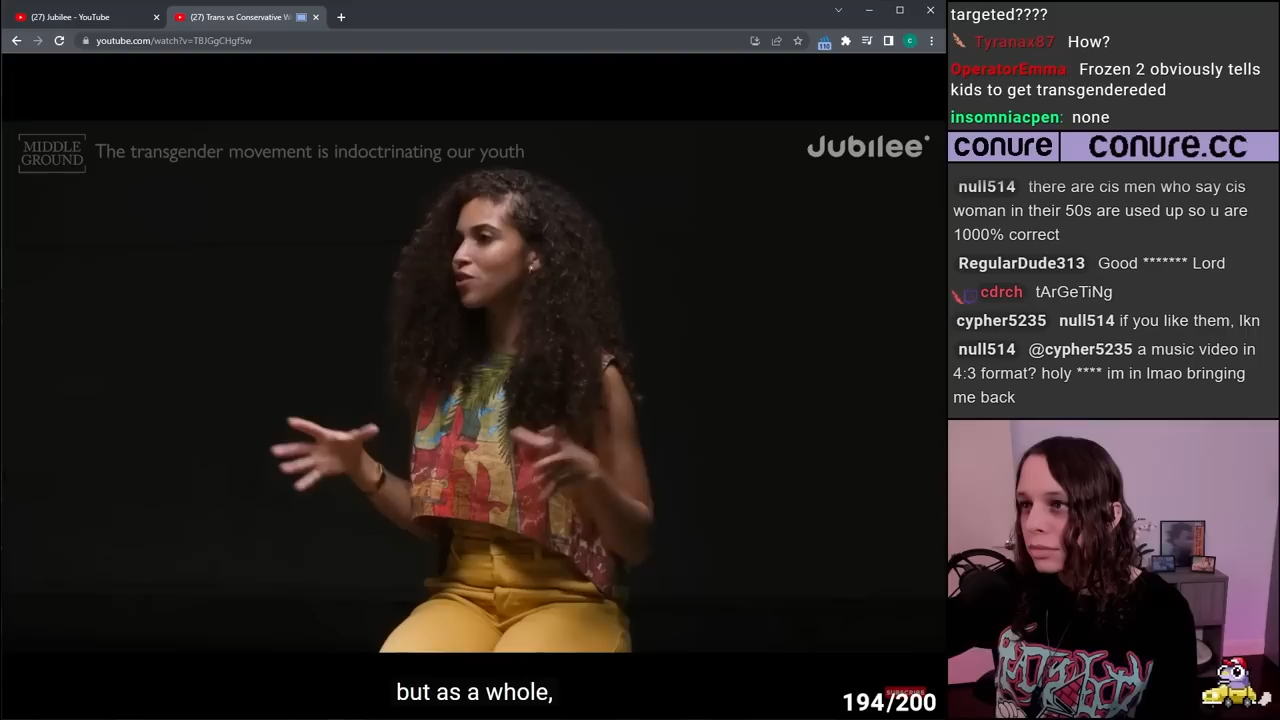 (27) Jubilee - YouTube
(27) Trans vs Conservative W
youtube.com/watch?v=TBJGgCHgf5w
MIDDLE
GROUND
The transgender movement is indoctrinating our youth
Jubilee
but as a whole,
SUBSCRIBE
194/200
targeted????
Tyranax87 How?
OperatorEmma Frozen 2 obviously tells
kids to get transgendereded
insomniacpen: none
conure
conure.cc
null514 there are cis men who say cis
woman in their 50s are used up so u are
1000% correct
RegularDude313 Good ******* Lord
cdrch tArGeTiNg
cypher5235 null514 if you like them, lkn
null514 @cypher5235 a music video in
4:3 format? holy **** im in lmao bringing
me back